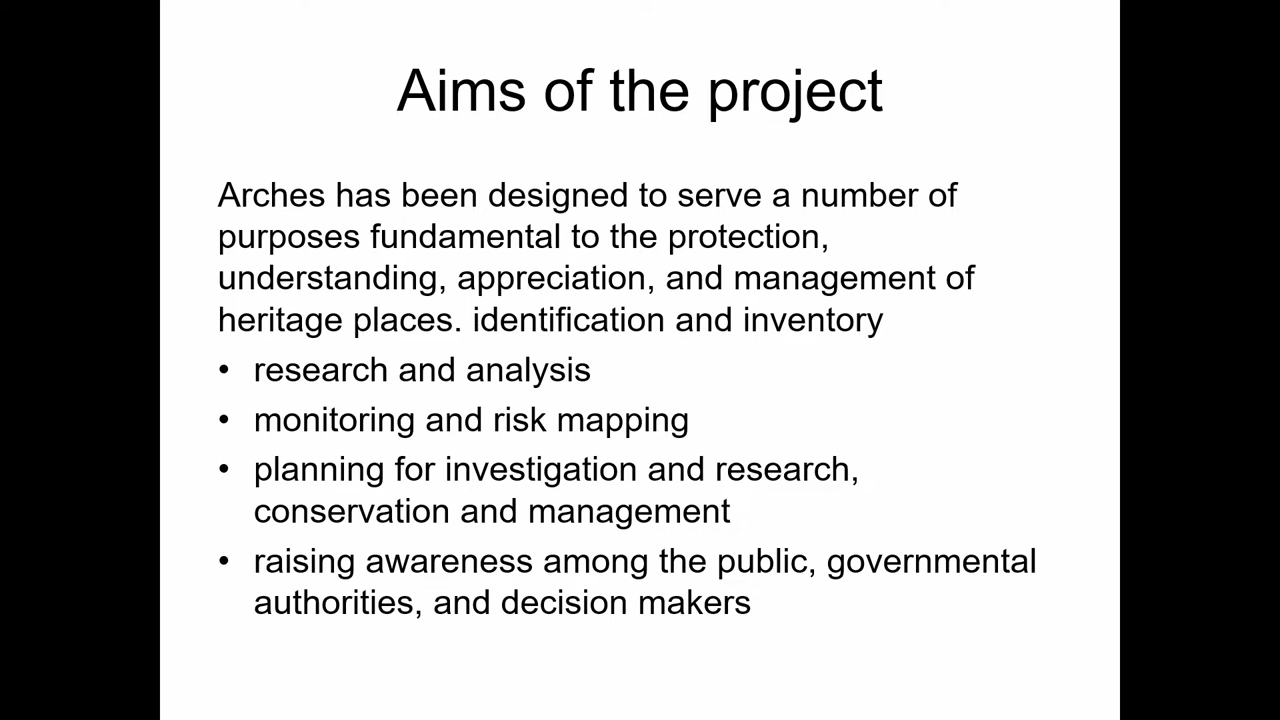 Aims of the project
Arches has been designed to serve a number of
purposes fundamental to the protection,
understanding, appreciation, and management of
heritage places. identification and inventory
• research and analysis
• monitoring and risk mapping
• planning for investigation and research,
conservation and management
• raising awareness among the public, governmental
authorities, and decision makers